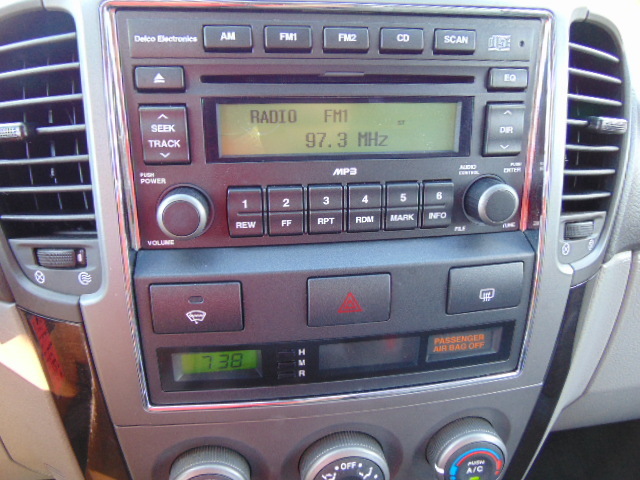 Delco Electronics
AM FM1 FM2 CD SCAN
EQ
RADIO FM1
ST
97.3 MHz
SEEK
TRACK
DIR
MP3
PUSH
POWER
VOLUME
AUDIO
CONTROL
PUSH
ENTER
FILE
TUNE
1 2 3 4 5 6
REW FF RPT RDM MARK INFO
7:38
H
M
R
PASSENGER
AIR BAG OFF
OFF
PUSH
A/C